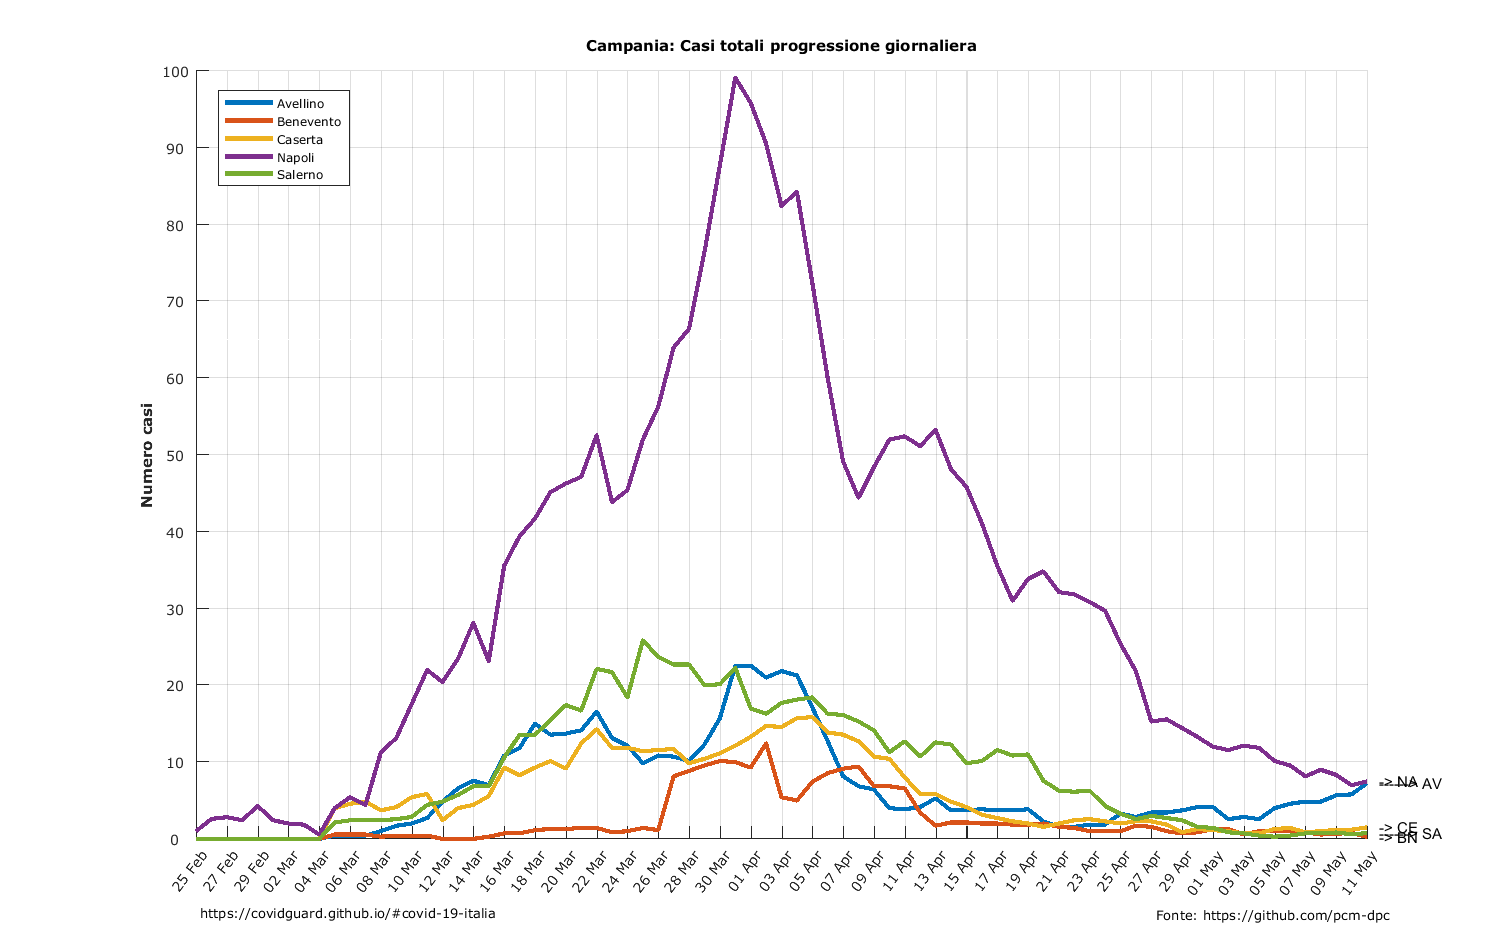 Campania: Casi totali progressione giornaliera
100
90
80
70
60
50
40
30
20
10
0
Numero casi
Avellino
Benevento
Caserta
Napoli
Salerno
-> NA
AV
-> CE
SA
-> BN
25 Feb
27 Feb
29 Feb
02 Mar
04 Mar
06 Mar
08 Mar
10 Mar
12 Mar
14 Mar
16 Mar
18 Mar
20 Mar
22 Mar
24 Mar
26 Mar
28 Mar
30 Mar
01 Apr
03 Apr
05 Apr
07 Apr
09 Apr
11 Apr
13 Apr
15 Apr
17 Apr
19 Apr
21 Apr
23 Apr
25 Apr
27 Apr
29 Apr
01 May
03 May
05 May
07 May
09 May
11 May
https://covidguard.github.io/#covid-19-italia
Fonte: https://github.com/pcm-dpc